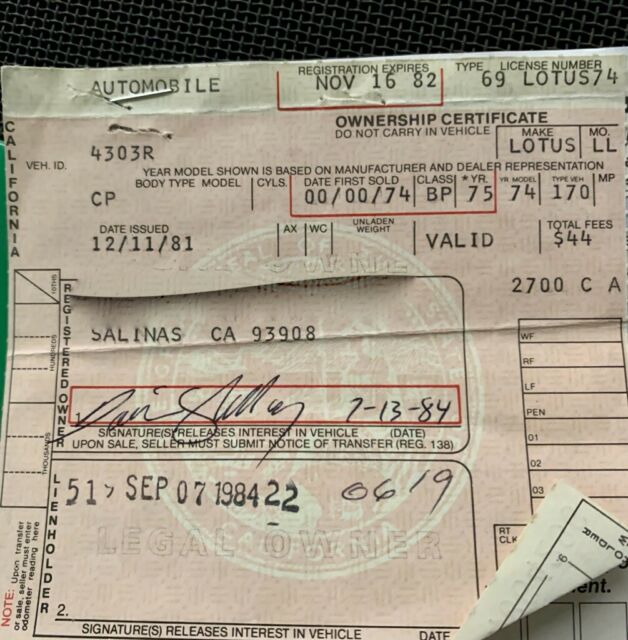 REGISTRATION EXPIRES TYPE LICENSE NUMBER
AUTOMOBILE NOV 16 82 69 LOTUS74
OWNERSHIP CERTIFICATE
DO NOT CARRY IN VEHICLE MAKE MO.
LOTUS LL
CALIFORNIA
VEH. ID. 4303R
YEAR MODEL SHOWN IS BASED ON MANUFACTURER AND DEALER REPRESENTATION
BODY TYPE MODEL CYLS. DATE FIRST SOLD CLASS * YR. YR. MODEL TYPE VEH MP
CP 00/00/74 BP 75 74 170
DATE ISSUED AX WC UNLADEN WEIGHT TOTAL FEES
12/11/81 VALID $44
2700 C A
REGISTERED OWNER
SALINAS CA 93908
1. 7-13-84
SIGNATURE(S) RELEASES INTEREST IN VEHICLE (DATE)
UPON SALE, SELLER MUST SUBMIT NOTICE OF TRANSFER (REG. 138)
10THS
HUNDREDS
THOUSANDS
WF
RF
LF
PEN
01
02
03
RT
CLK
LIENHOLDER
SEP 07 1984 22 0619
LEGAL OWNER
2.
SIGNATURE(S) RELEASES INTEREST IN VEHICLE DATE
NOTE: Upon transfer
or sale, seller must enter
odometer reading here
ent.